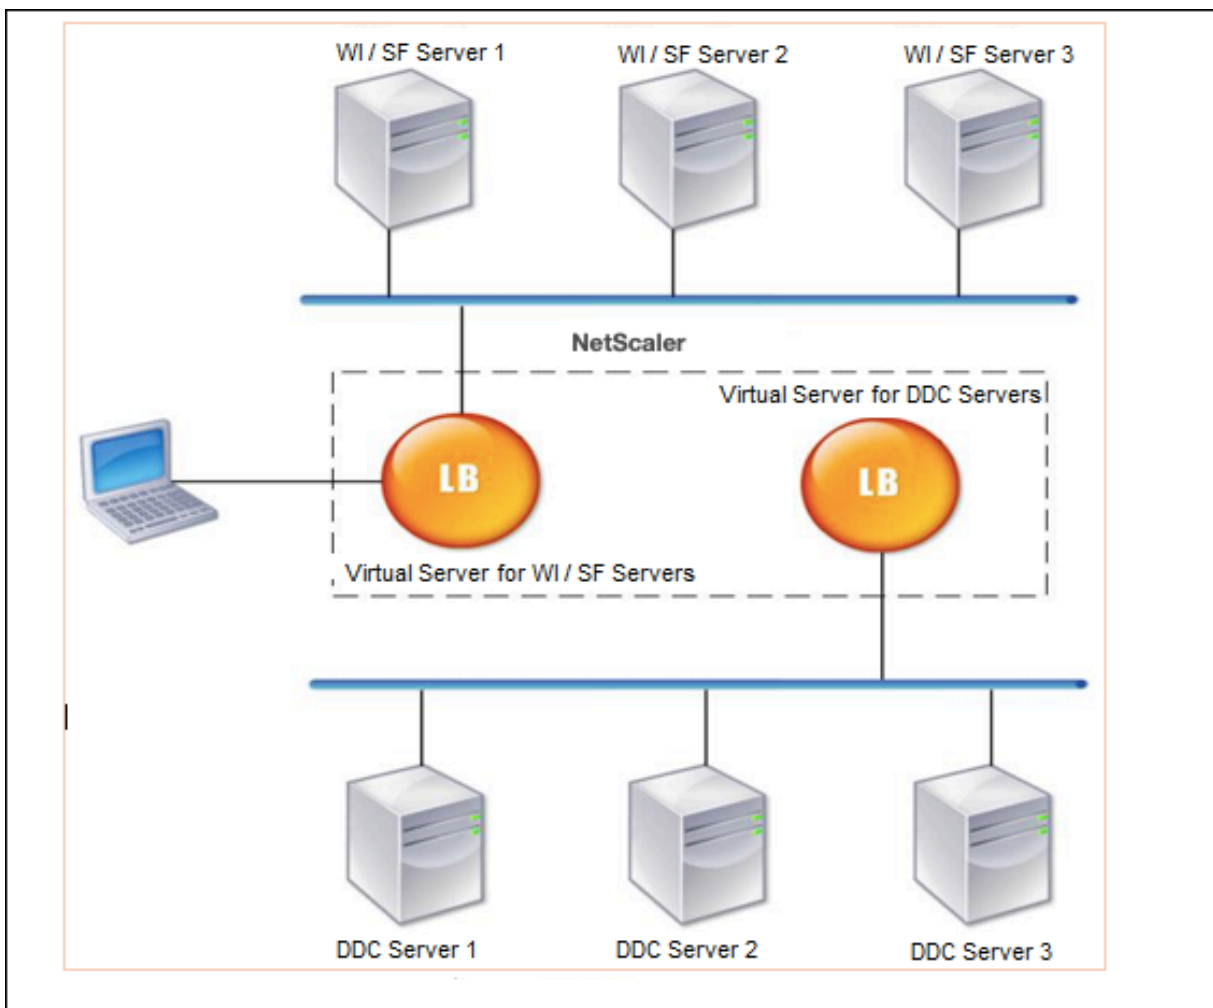 WI / SF Server 1
WI / SF Server 2
WI / SF Server 3
NetScaler
Virtual Server for DDC Servers
LB
LB
Virtual Server for WI / SF Servers
DDC Server 1
DDC Server 2
DDC Server 3